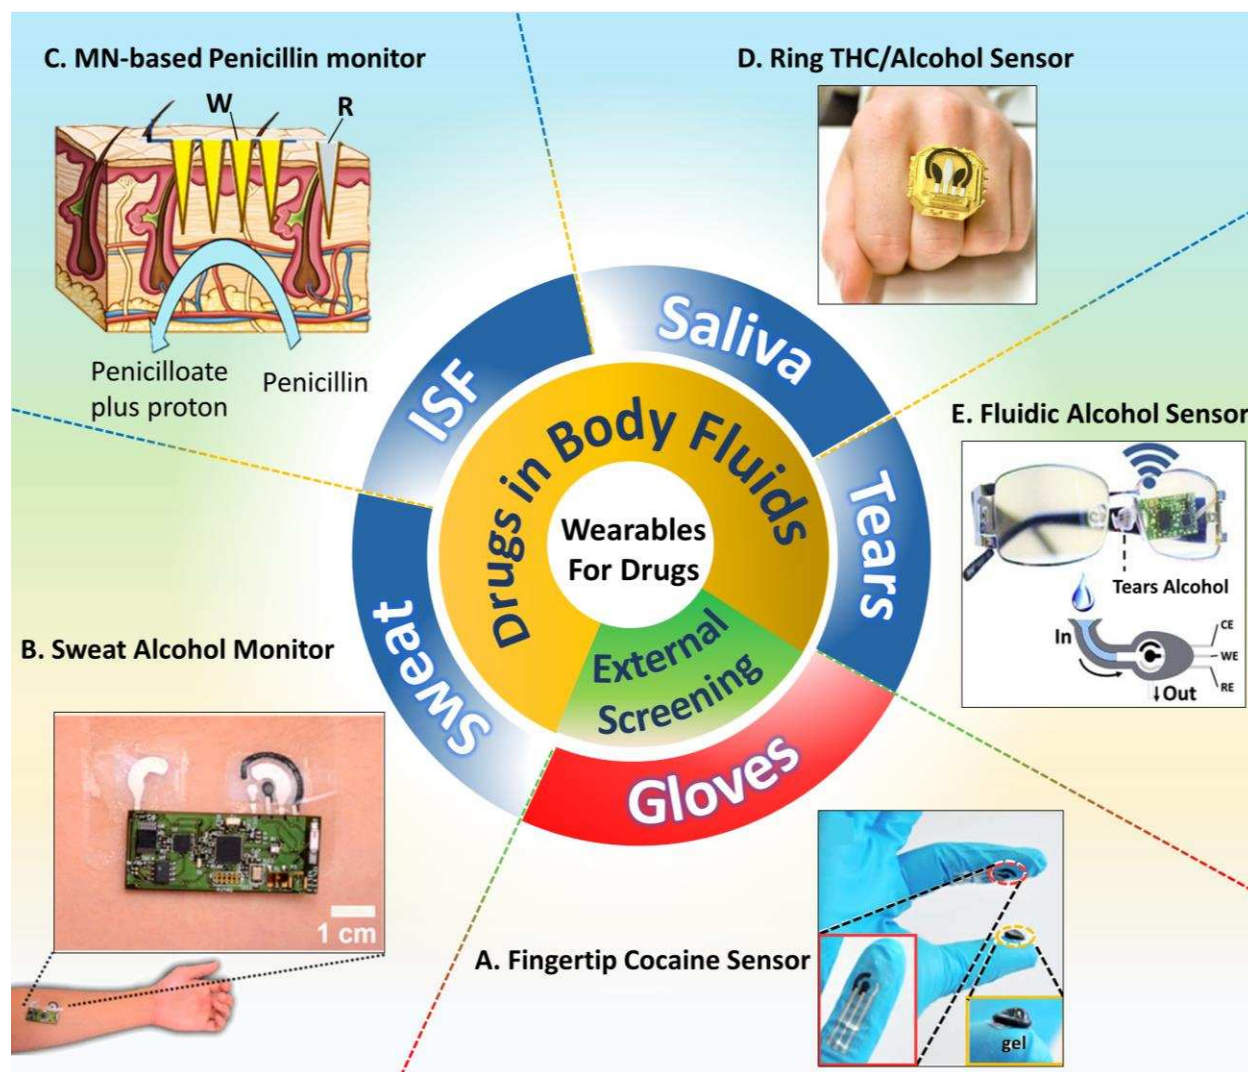 C. MN-based Penicillin monitor
W
R
Penicilloate
plus proton
Penicillin
D. Ring THC/Alcohol Sensor
E. Fluidic Alcohol Sensor
Tears Alcohol
In
CE
WE
RE
Out
ISF
Saliva
Tears
Sweat
Gloves
Drugs in Body Fluids
Wearables
For Drugs
External
Screening
B. Sweat Alcohol Monitor
1 cm
A. Fingertip Cocaine Sensor
gel